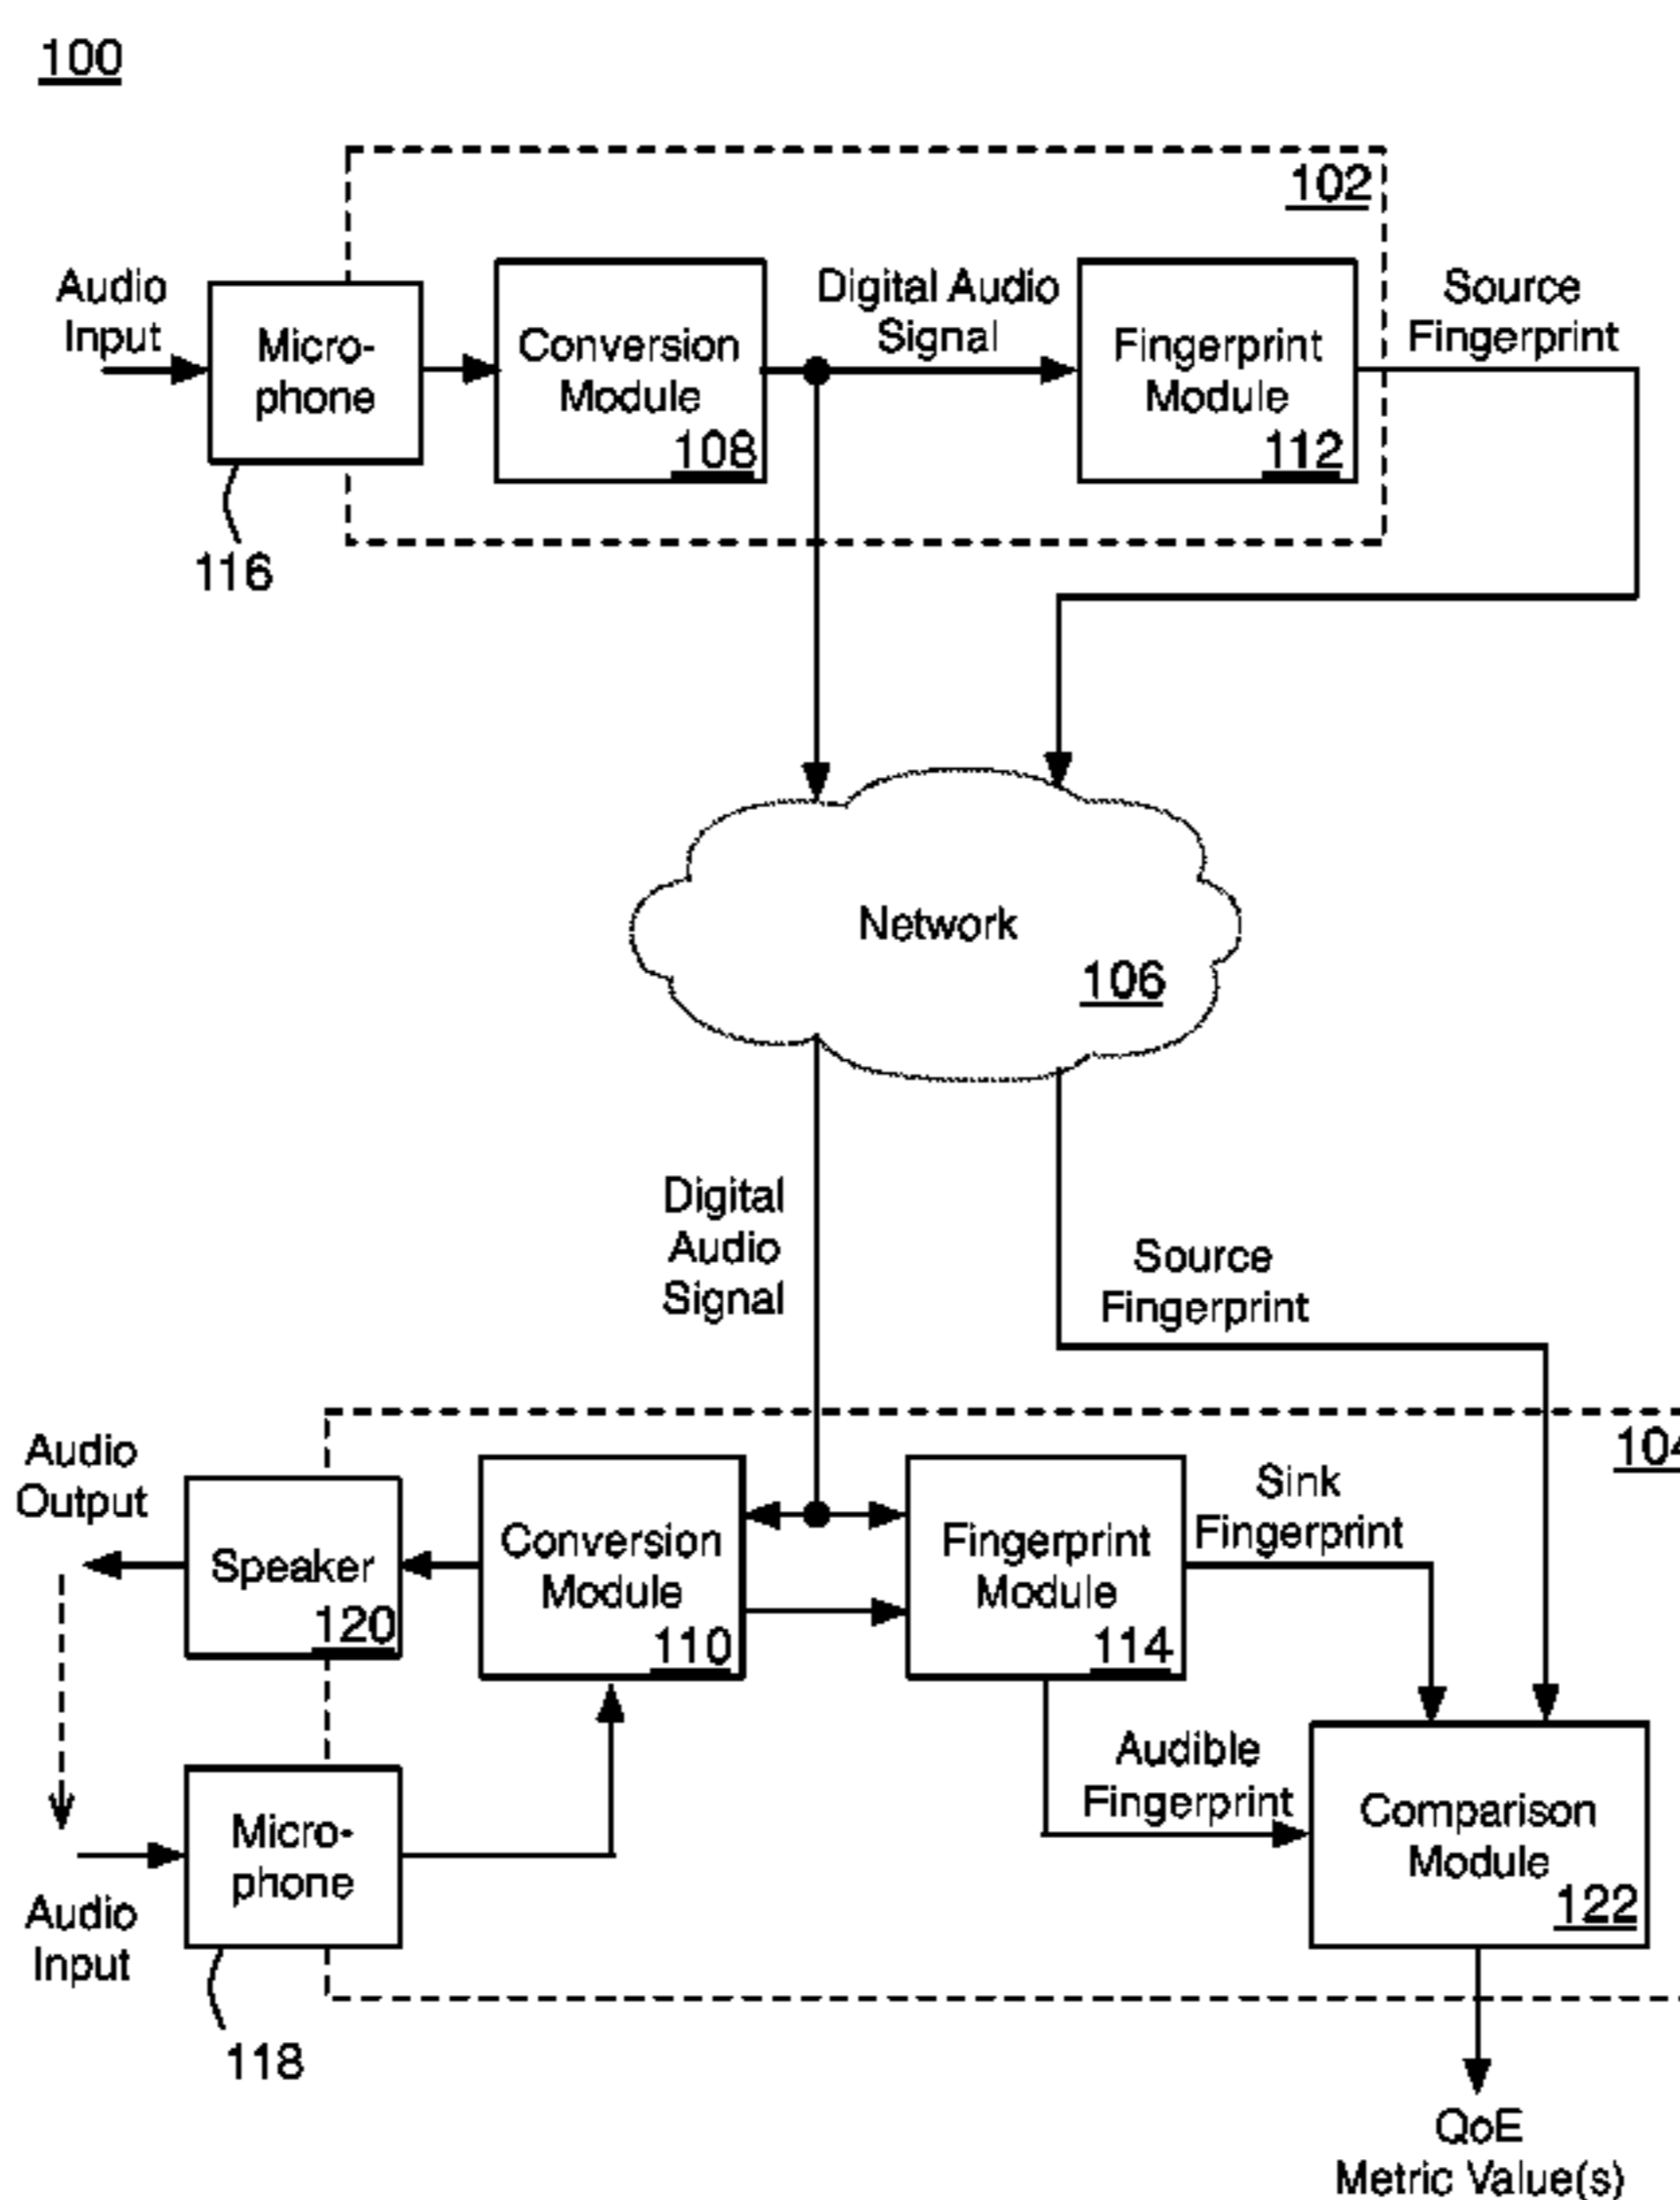 100
102
Audio
Input
Micro-
phone
116
Conversion
Module
108
Digital Audio
Signal
Fingerprint
Module
112
Source
Fingerprint
Network
106
Digital
Audio
Signal
Source
Fingerprint
104
Audio
Output
Speaker
120
Conversion
Module
110
Fingerprint
Module
114
Sink
Fingerprint
Audible
Fingerprint
Comparison
Module
122
Micro-
phone
Audio
Input
118
QoE
Metric Value(s)